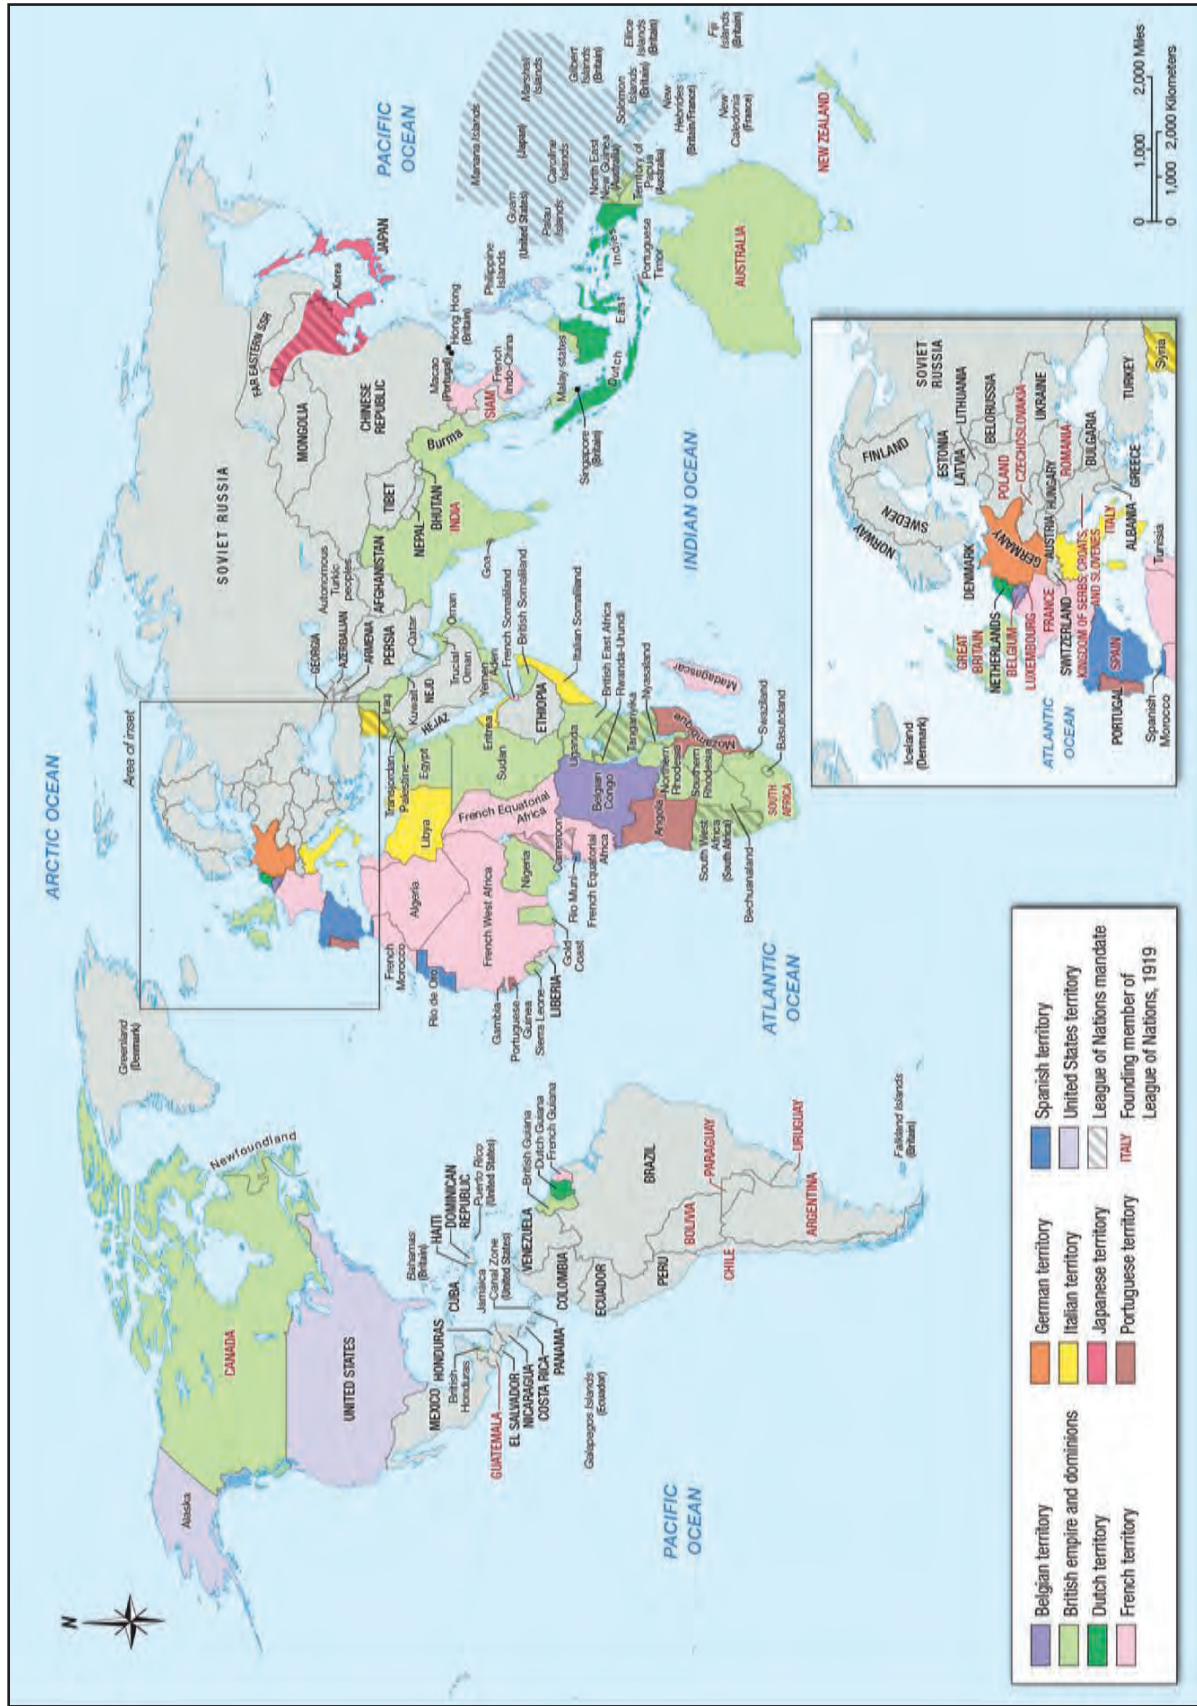 N
ARCTIC OCEAN
Area of inset
Greenland
(Denmark)
Alaska
CANADA
Newfoundland
UNITED STATES
MEXICO
HONDURAS
British
Honduras
GUATEMALA
EL SALVADOR
NICARAGUA
COSTA RICA
PANAMA
CUBA
Jamaica
Canal Zone
(United States)
Bahamas
(Britain)
HAITI
DOMINICAN
REPUBLIC
Puerto Rico
(United States)
British Guiana
Dutch Guiana
French Guiana
VENEZUELA
COLOMBIA
ECUADOR
Galapagos Islands
(Ecuador)
PERU
BRAZIL
BOLIVIA
PARAGUAY
CHILE
ARGENTINA
URUGUAY
Falkland Islands
(Britain)
PACIFIC
OCEAN
ATLANTIC
OCEAN
French
Morocco
Rio de Oro
Algeria
Libya
Egypt
French West Africa
French Equatorial
Africa
Gambia
Portuguese
Guinea
Sierra Leone
LIBERIA
Gold
Coast
Nigeria
Cameroon
Rio Muni
French Equatorial
Africa
Belgian
Congo
Angola
South West
Africa
(South Africa)
Bechuanaland
SOUTH
AFRICA
Basutoland
Swaziland
Southern
Rhodesia
Northern
Rhodesia
Mozambique
Madagascar
Nyasaland
Tanganyika
Rwanda-Urundi
British East Africa
Uganda
Sudan
Eritrea
ETHIOPIA
Italian Somaliland
British Somaliland
French Somaliland
Aden
Yemen
Transjordan
Palestine
Iraq
HEJAZ
NEJD
Kuwait
Trucial
Oman
Qatar
Oman
GEORGIA
AZERBAIJAN
ARMENIA
PERSIA
Autonomous
Turkic
peoples
AFGHANISTAN
SOVIET RUSSIA
FAR EASTERN SSR
MONGOLIA
CHINESE
REPUBLIC
TIBET
NEPAL
BHUTAN
INDIA
Goa
Burma
SIAM
French
Indo-China
Macao
(Portugal)
Hong Hong
(Britain)
Korea
JAPAN
PACIFIC
OCEAN
Philippine
Islands
Malay states
Singapore
(Britain)
Dutch
East
Indies
Portuguese
Timor
Guam
(United States)
Palau
Islands
Mariana Islands
(Japan)
Caroline
Islands
Marshall
Islands
Gilbert
Islands
(Britain)
North East
New Guinea
(Australia)
Territory of
Papua
(Australia)
Solomon
Islands
(Britain)
Ellice
Islands
(Britain)
New
Hebrides
(Britain/France)
New
Caledonia
(France)
Fiji
Islands
(Britain)
INDIAN OCEAN
AUSTRALIA
NEW ZEALAND
0 1,000 2,000 Miles
0 1,000 2,000 Kilometers
Iceland
(Denmark)
ATLANTIC
OCEAN
NORWAY
SWEDEN
FINLAND
DENMARK
ESTONIA
LATVIA
LITHUANIA
SOVIET
RUSSIA
GREAT
BRITAIN
NETHERLANDS
BELGIUM
LUXEMBOURG
GERMANY
POLAND
BELORUSSIA
CZECHOSLOVAKIA
UKRAINE
FRANCE
SWITZERLAND
AUSTRIA
HUNGARY
ROMANIA
KINGDOM OF SERBS, CROATS,
AND SLOVENES
BULGARIA
ITALY
ALBANIA
GREECE
TURKEY
Syria
PORTUGAL
SPAIN
Spanish
Morocco
Tunisia
Belgian territory
British empire and dominions
Dutch territory
French territory
German territory
Italian territory
Japanese territory
Portuguese territory
Spanish territory
United States territory
League of Nations mandate
ITALY Founding member of
League of Nations, 1919